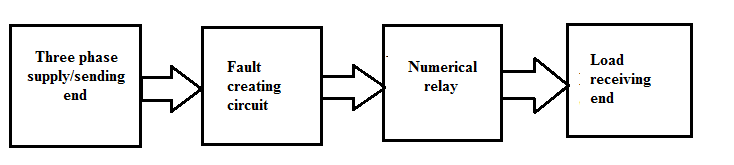 Three phase
supply/sending
end
Fault
creating
circuit
Numerical
relay
Load
receiving
end